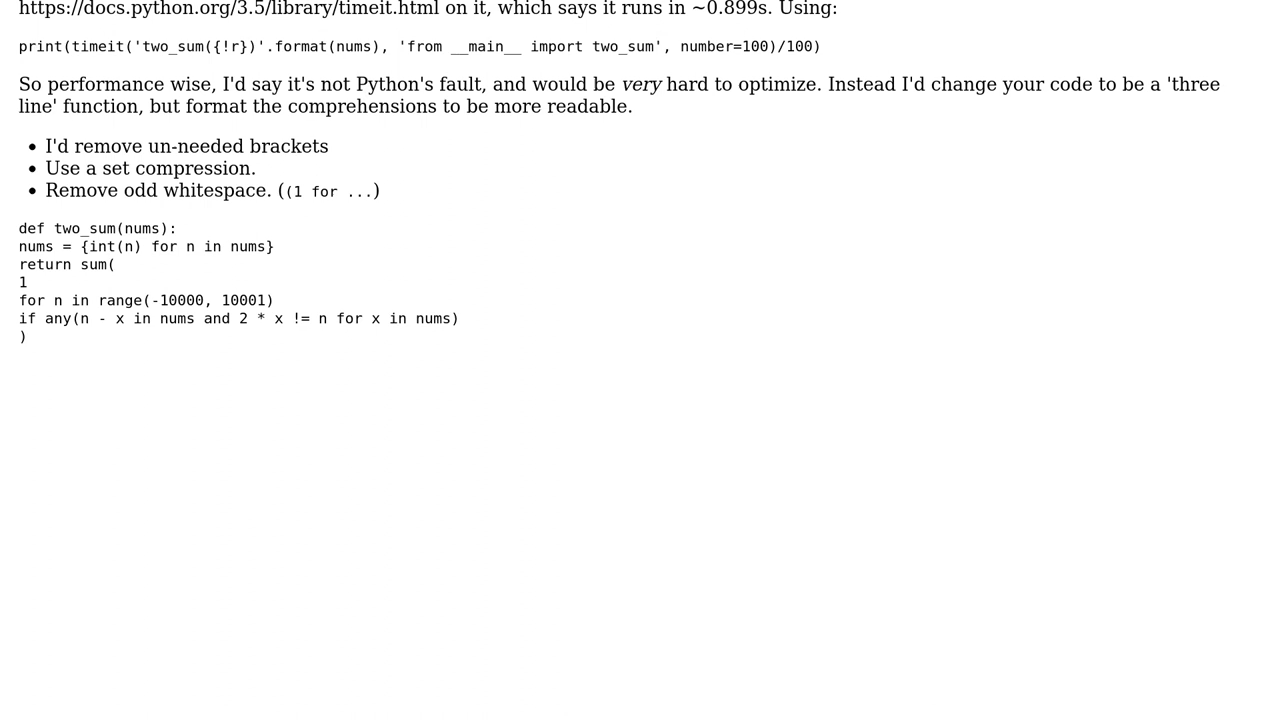 https://docs.python.org/3.5/library/timeit.html on it, which says it runs in ~0.899s. Using:
print(timeit('two_sum({!r})'.format(nums), 'from __main__ import two_sum', number=100)/100)
So performance wise, I'd say it's not Python's fault, and would be very hard to optimize. Instead I'd change your code to be a 'three
line' function, but format the comprehensions to be more readable.
• I'd remove un-needed brackets
• Use a set compression.
• Remove odd whitespace. ((1 for ...)
def two_sum(nums):
nums = {int(n) for n in nums}
return sum(
1
for n in range(-10000, 10001)
if any(n - x in nums and 2 * x != n for x in nums)
)